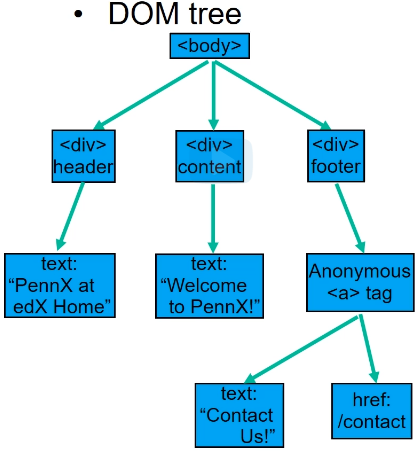 • DOM tree
<body>
<div>
header
<div>
content
<div>
footer
text:
“PennX at
edX Home”
text:
“Welcome
to PennX!”
Anonymous
<a> tag
text:
“Contact
Us!”
href:
/contact